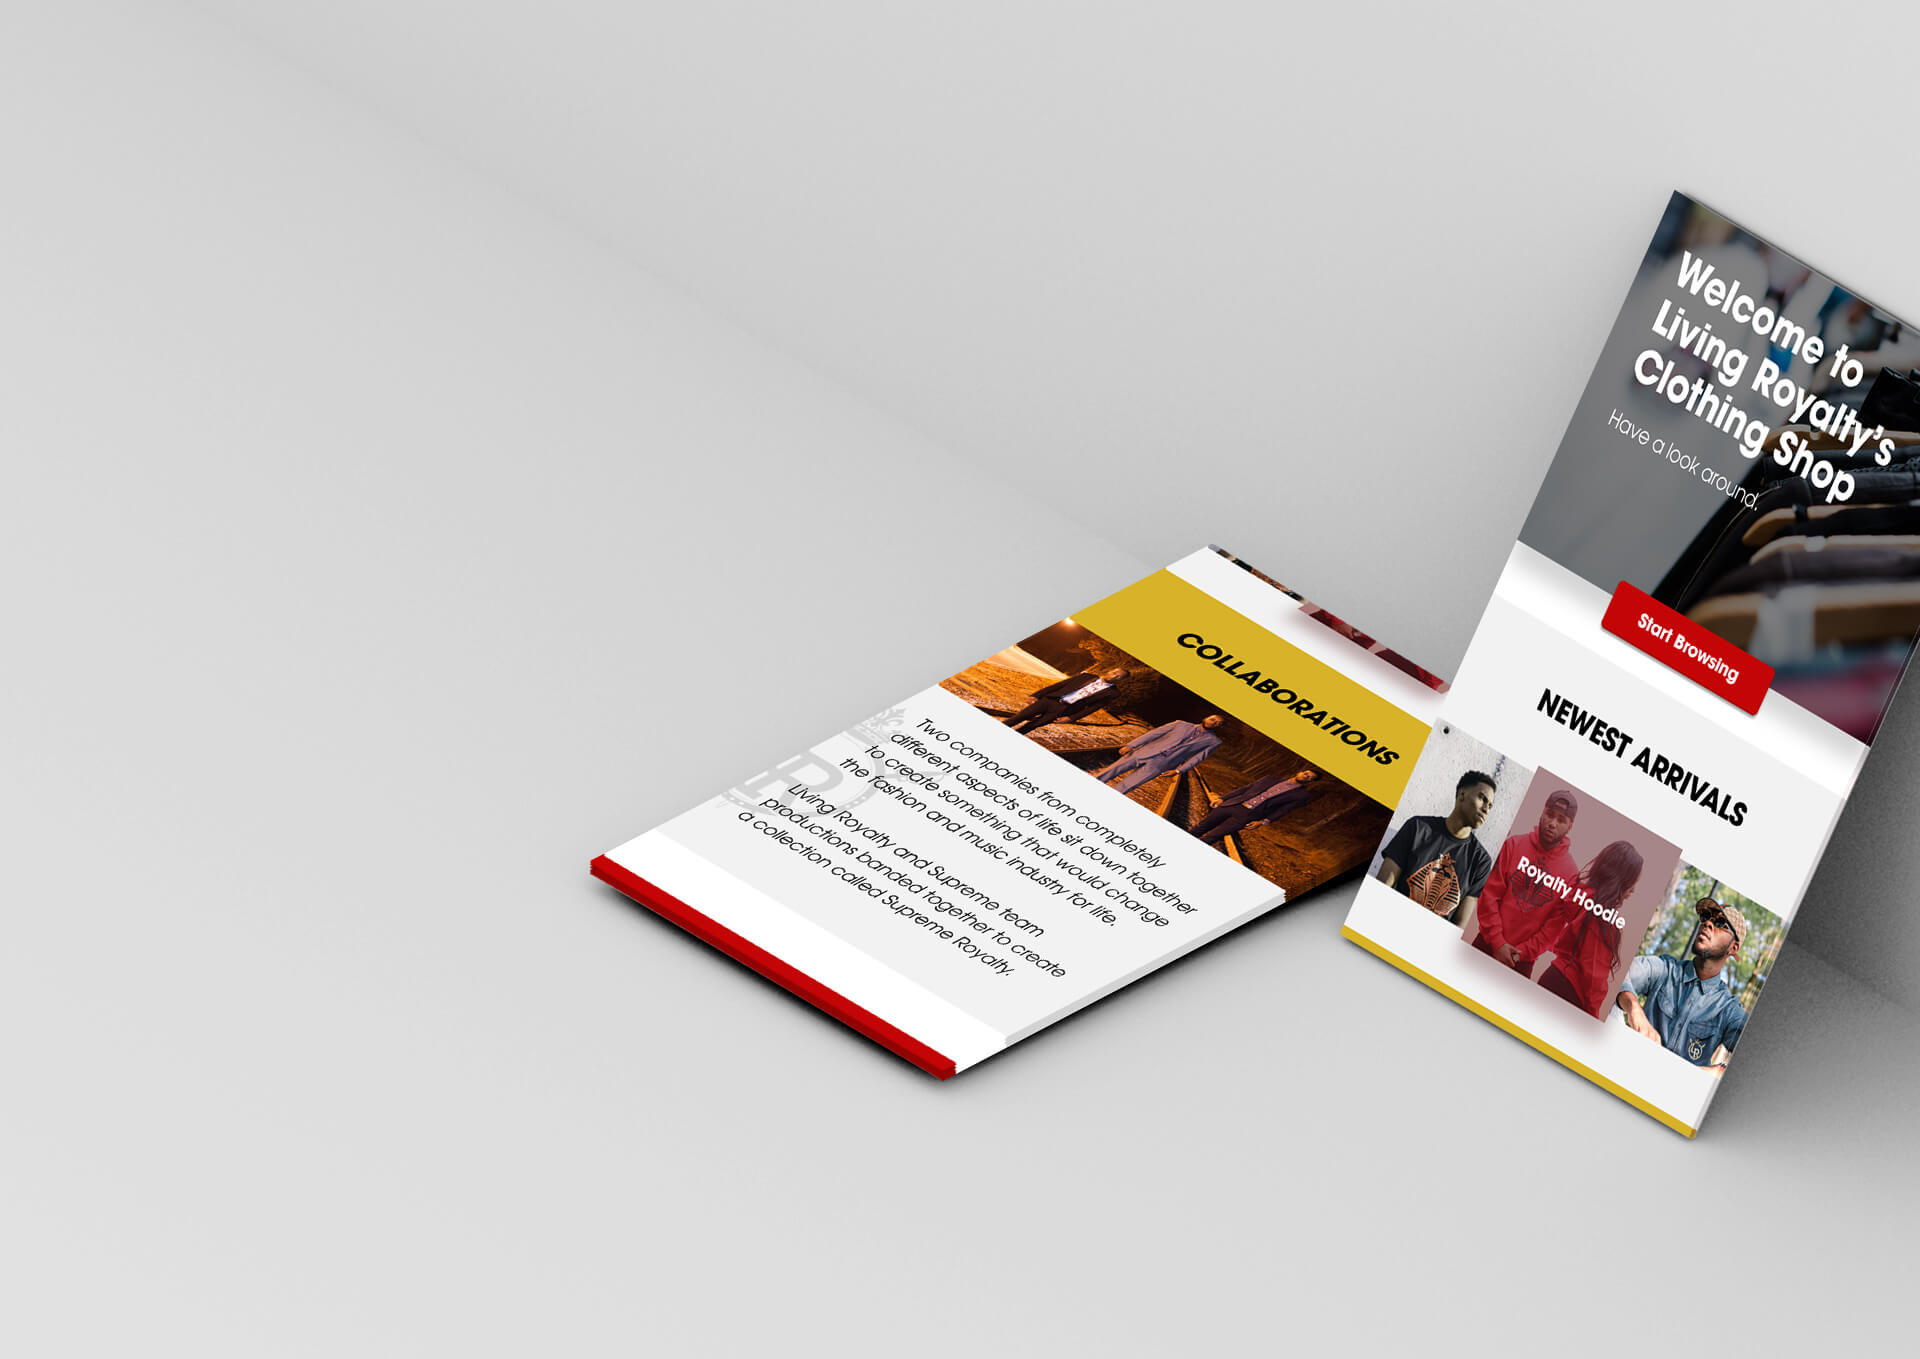 Welcome to
Living Royalty's
Clothing Shop
Have a look around.
Start Browsing
NEWEST ARRIVALS
Royalty Hoodie
COLLABORATIONS
Two companies from completely
different aspects of life sit down together
to create something that would change
the fashion and music industry for life.
Living Royalty and Supreme team
productions banded together to create
a collection called Supreme Royalty.
LR